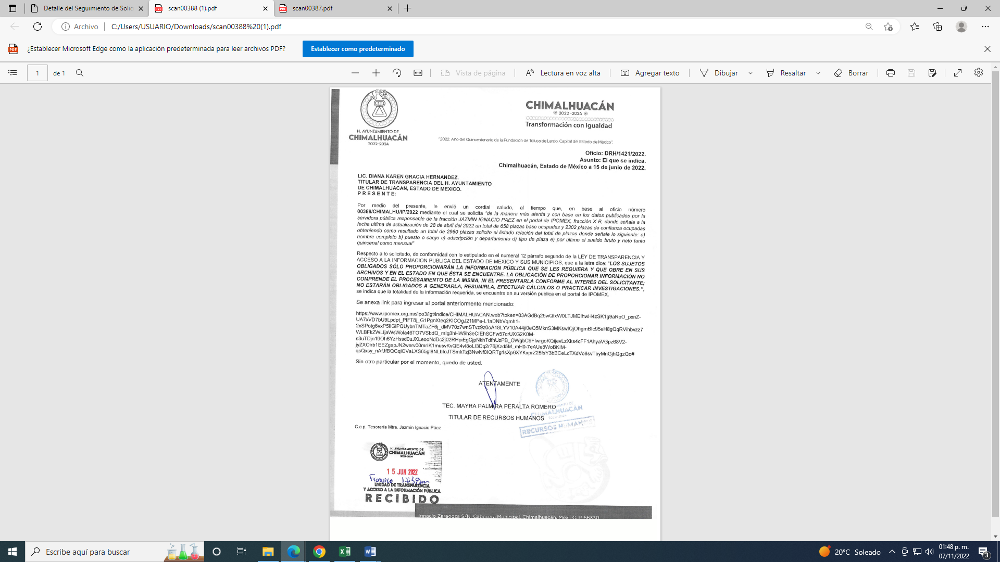 Detalle del Seguimiento de Solic
scan00388 (1).pdf
scan00387.pdf
Archivo
C:/Users/USUARIO/Downloads/scan00388%20(1).pdf
¿Establecer Microsoft Edge como la aplicación predeterminada para leer archivos PDF?
Establecer como predeterminado
1
de 1
Vista de página
Lectura en voz alta
Agregar texto
Dibujar
Resaltar
Borrar
H. AYUNTAMIENTO DE
CHIMALHUACÁN
2022-2024
CHIMALHUACÁN
2022 -2024
Transformación con Igualdad
"2022. Año del Quincentenario de la Fundación de Toluca de Lerdo, Capital del Estado de México".
Oficio: DRH/1421/2022.
Asunto: El que se indica.
Chimalhuacán, Estado de México a 15 de junio de 2022.
LIC. DIANA KAREN GRACIA HERNANDEZ.
TITULAR DE TRANSPARENCIA DEL H. AYUNTAMIENTO
DE CHIMALHUACAN, ESTADO DE MEXICO.
P R E S E N T E:
Por medio del presente, le envió un cordial saludo, al tiempo que, en base al oficio número
00388/CHIMALHU/IP/2022 mediante el cual se solicita "de la manera más atenta y con base en los datos publicados por la
servidora pública responsable de la fracción JAZMIN IGNACIO PAEZ en el portal de IPOMEX, fracción X B, donde señala a la
fecha ultima de actualización de 28 de abril del 2022 un total de 658 plazas base ocupadas y 2302 plazas de confianza ocupadas
obteniendo como resultado un total de 2960 plazas solicito el listado relación del total de plazas donde señale lo siguiente: a)
nombre completo b) puesto o cargo c) adscripción y departamento d) tipo de plaza e) por último el sueldo bruto y neto tanto
quincenal como mensual"
Respecto a lo solicitado, de conformidad con lo estipulado en el numeral 12 párrafo segundo de la LEY DE TRANSPARENCIA Y
ACCESO A LA INFORMACION PUBLICA DEL ESTADO DE MEXICO Y SUS MUNICIPIOS, que a la letra dice: "LOS SUJETOS
OBLIGADOS SÓLO PROPORCIONARÁN LA INFORMACIÓN PÚBLICA QUE SE LES REQUIERA Y QUE OBRE EN SUS
ARCHIVOS Y EN EL ESTADO EN QUE ÉSTA SE ENCUENTRE. LA OBLIGACIÓN DE PROPORCIONAR INFORMACIÓN NO
COMPRENDE EL PROCESAMIENTO DE LA MISMA, NI EL PRESENTARLA CONFORME AL INTERÉS DEL SOLICITANTE;
NO ESTARÁN OBLIGADOS A GENERARLA, RESUMIRLA, EFECTUAR CÁLCULOS O PRACTICAR INVESTIGACIONES.",
se indica que la totalidad de la información requerida, se encuentra en su versión publica en el portal de IPOMEX.
Se anexa link para ingresar al portal anteriormente mencionado:
https://www.ipomex.org.mx/ipo3/lgt/indice/CHIMALHUACAN.web?token=03AGdBq25wQfxW0LTJMEIhwH4zSK1g9aRpO_pxnZ-
UA7xVD7bU9Lpdpt_PIFT8j_G1PgnXteq2KICOgJ21MPe-L1aDNbVqmh1-
2xSPotg6vxP5lIGlPQUybnTMTaZF6j_dMV70z7wnSTvz9z0oA18LYV10A44ji0eQ5MknS3MKswIQjOhgmBIc95eH8gQqRVihbvzz7
WLBFkZWLIjaWsWola46TO7VSbdQ_mIg3hHW9h3eCIEhSCFw57crUXG2K0M-
s3uTDjn19Oh6YzHssd0uJXLeooNdDc2j02RHpiEgCjpNkhTdfhUzPB_OWgbC9FfwrgoKQijevLzXks4cFF1AhyaVGpz68V2-
jyZXOirb1EEZgapJN2werv00mrIK1musvKvQE4vI8oLI3Dq2r76jXzd5M_mH0-7eAUe8WoBKIM-
qsQxsy_nAfJfBQGqiOVaLXS65gI8NLbfoJTSmkTzj3NwNf0IQRTg1sXp6XYKxprZ25fsY3bBCeLcTXdVo8svTbyMnGjhQgzQo#
Sin otro particular por el momento, quedo de usted.
ATENTAMENTE
TEC. MAYRA PALMIRA PERALTA ROMERO
TITULAR DE RECURSOS HUMANOS
CHIMALHUACÁN
2022-2024
RECURSOS HUMANOS
C.c.p. Tesorería Mtra. Jazmín Ignacio Páez
H. AYUNTAMIENTO DE
CHIMALHUACÁN
2022-2024
15 JUN 2022
UNIDAD DE TRANSPARENCIA
Y ACCESO A LA INFORMACIÓN PÚBLICA
RECIBIDO
Ignacio Zaragoza S/N, Cabecera Municipal, Chimalhuacán, Méx., C. P. 56330
Escribe aquí para buscar
20°C Soleado
01:48 p. m.
07/11/2022
3